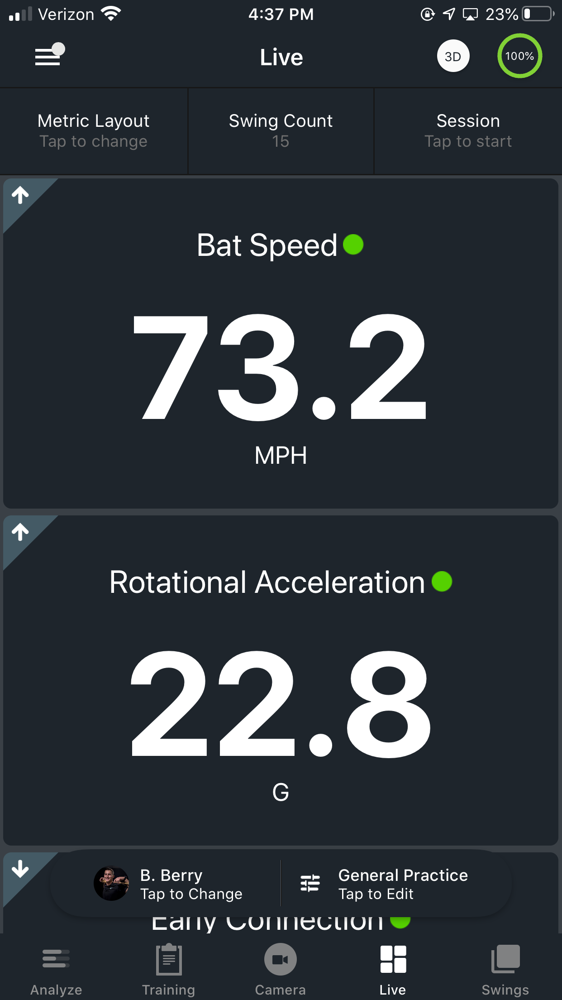 Verizon 4:37 PM 23%
Live 3D 100%
Metric Layout Swing Count Session
Tap to change 15 Tap to start
Bat Speed
73.2
MPH
Rotational Acceleration
22.8
G
B. Berry General Practice
Tap to Change Tap to Edit
Early Connection
Analyze Training Camera Live Swings